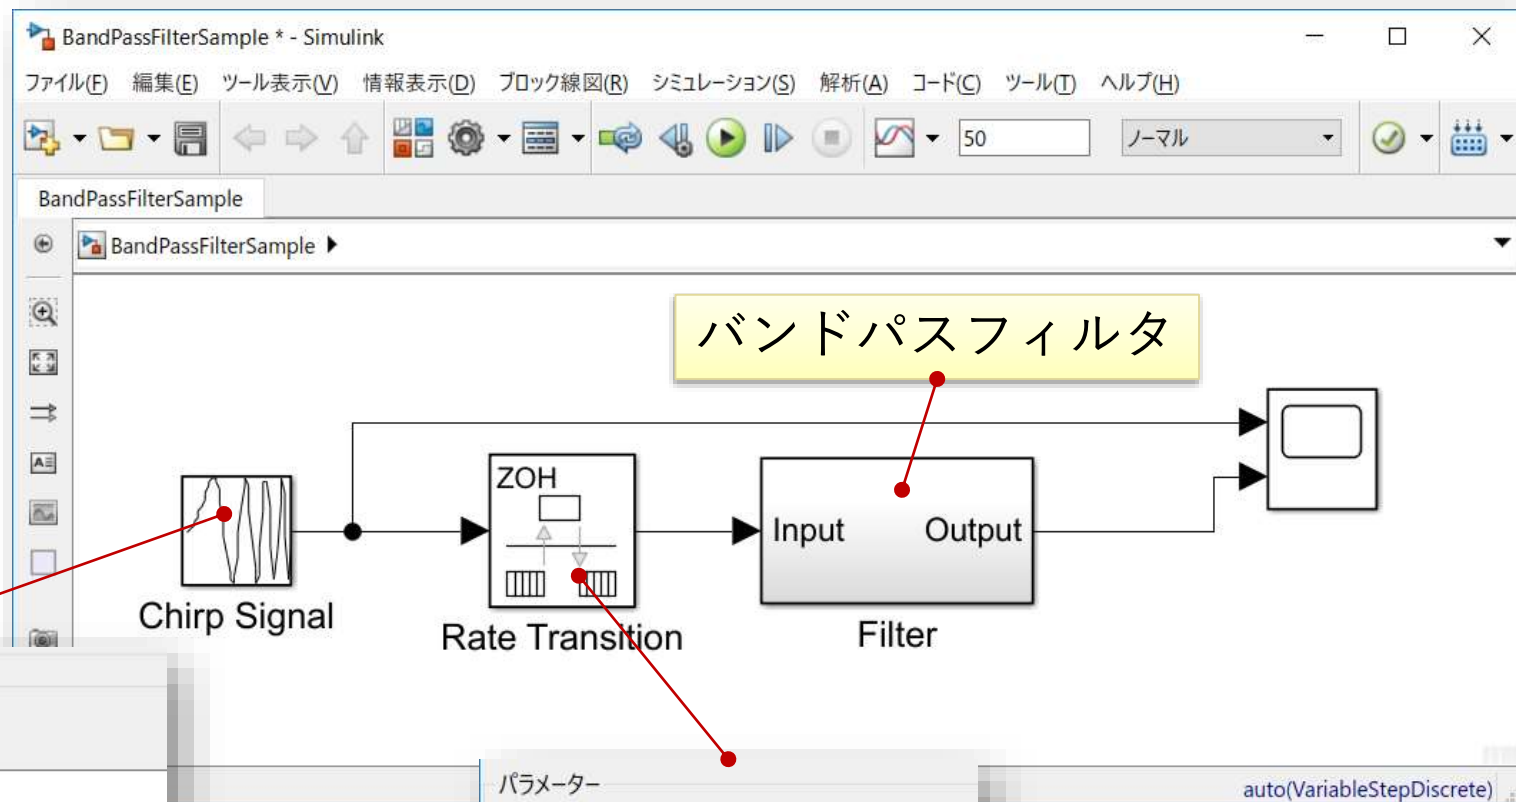 BandPassFilterSample * - Simulink
ファイル(F) 編集(E) ツール表示(V) 情報表示(D) ブロック線図(R) シミュレーション(S) 解析(A) コード(C) ツール(T) ヘルプ(H)
50 ノーマル
BandPassFilterSample
BandPassFilterSample
バンドパスフィルタ
ZOH
Input Output
Chirp Signal
Rate Transition
Filter
パラメーター
auto(VariableStepDiscrete)